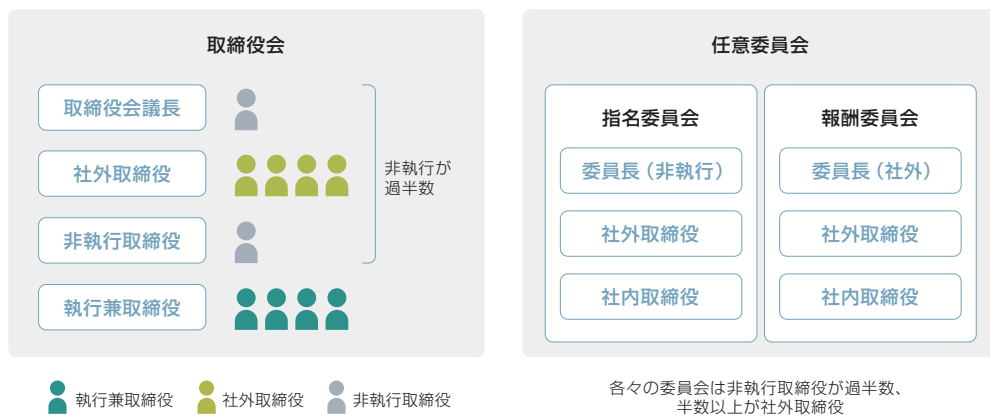 取締役会
取締役会議長
社外取締役
非執行取締役
執行兼取締役
非執行が
過半数
執行兼取締役
社外取締役
非執行取締役
任意委員会
指名委員会
委員長（非執行）
社外取締役
社内取締役
報酬委員会
委員長（社外）
社外取締役
社内取締役
各々の委員会は非執行取締役が過半数、
半数以上が社外取締役